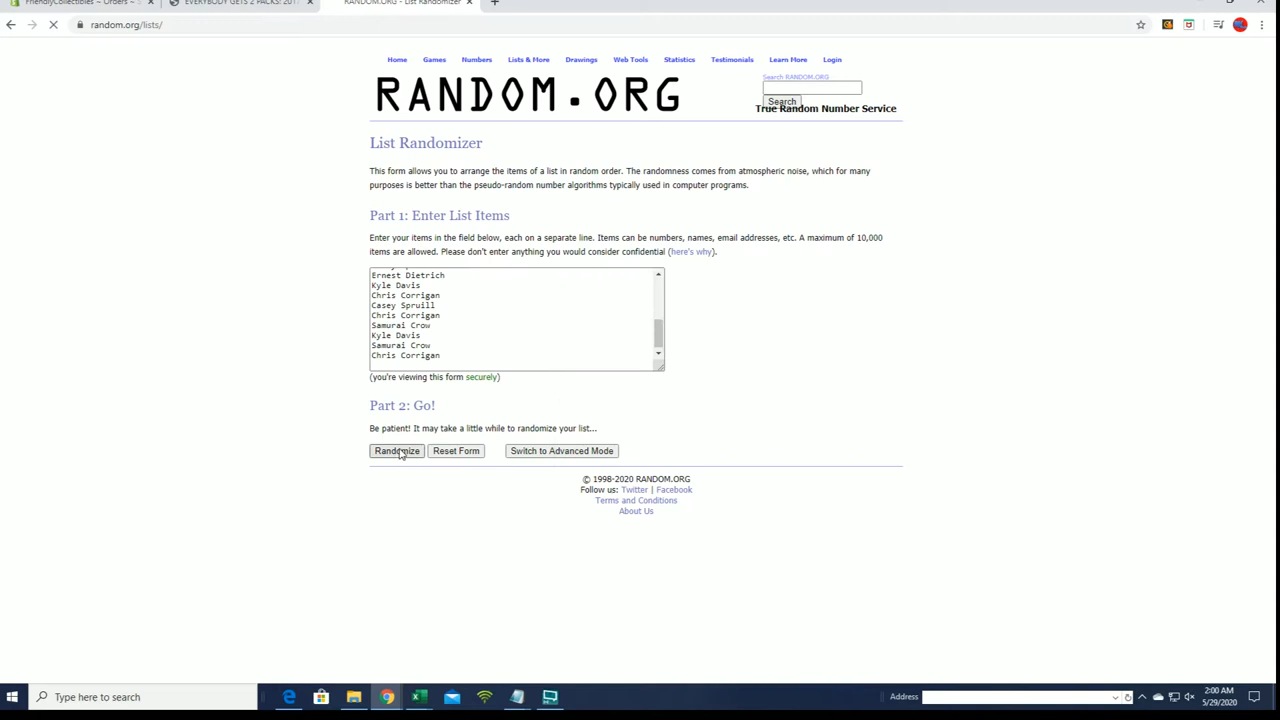 FriendlyCollectibles – Orders –
EVERYBODY GETS 2 PACKS! 201
RANDOM.ORG - List Randomizer
random.org/lists/
Home Games Numbers Lists & More Drawings Web Tools Statistics Testimonials Learn More Login
Search RANDOM.ORG
RANDOM.ORG
Search
True Random Number Service
List Randomizer
This form allows you to arrange the items of a list in random order. The randomness comes from atmospheric noise, which for many
purposes is better than the pseudo-random number algorithms typically used in computer programs.
Part 1: Enter List Items
Enter your items in the field below, each on a separate line. Items can be numbers, names, email addresses, etc. A maximum of 10,000
items are allowed. Please don't enter anything you would consider confidential (here's why).
Ernest Dietrich
Kyle Davis
Chris Corrigan
Casey Spruill
Chris Corrigan
Samurai Crow
Kyle Davis
Samurai Crow
Chris Corrigan
(you're viewing this form securely)
Part 2: Go!
Be patient! It may take a little while to randomize your list...
Randomize Reset Form Switch to Advanced Mode
© 1998-2020 RANDOM.ORG
Follow us: Twitter | Facebook
Terms and Conditions
About Us
Type here to search
Address
2:00 AM
5/29/2020